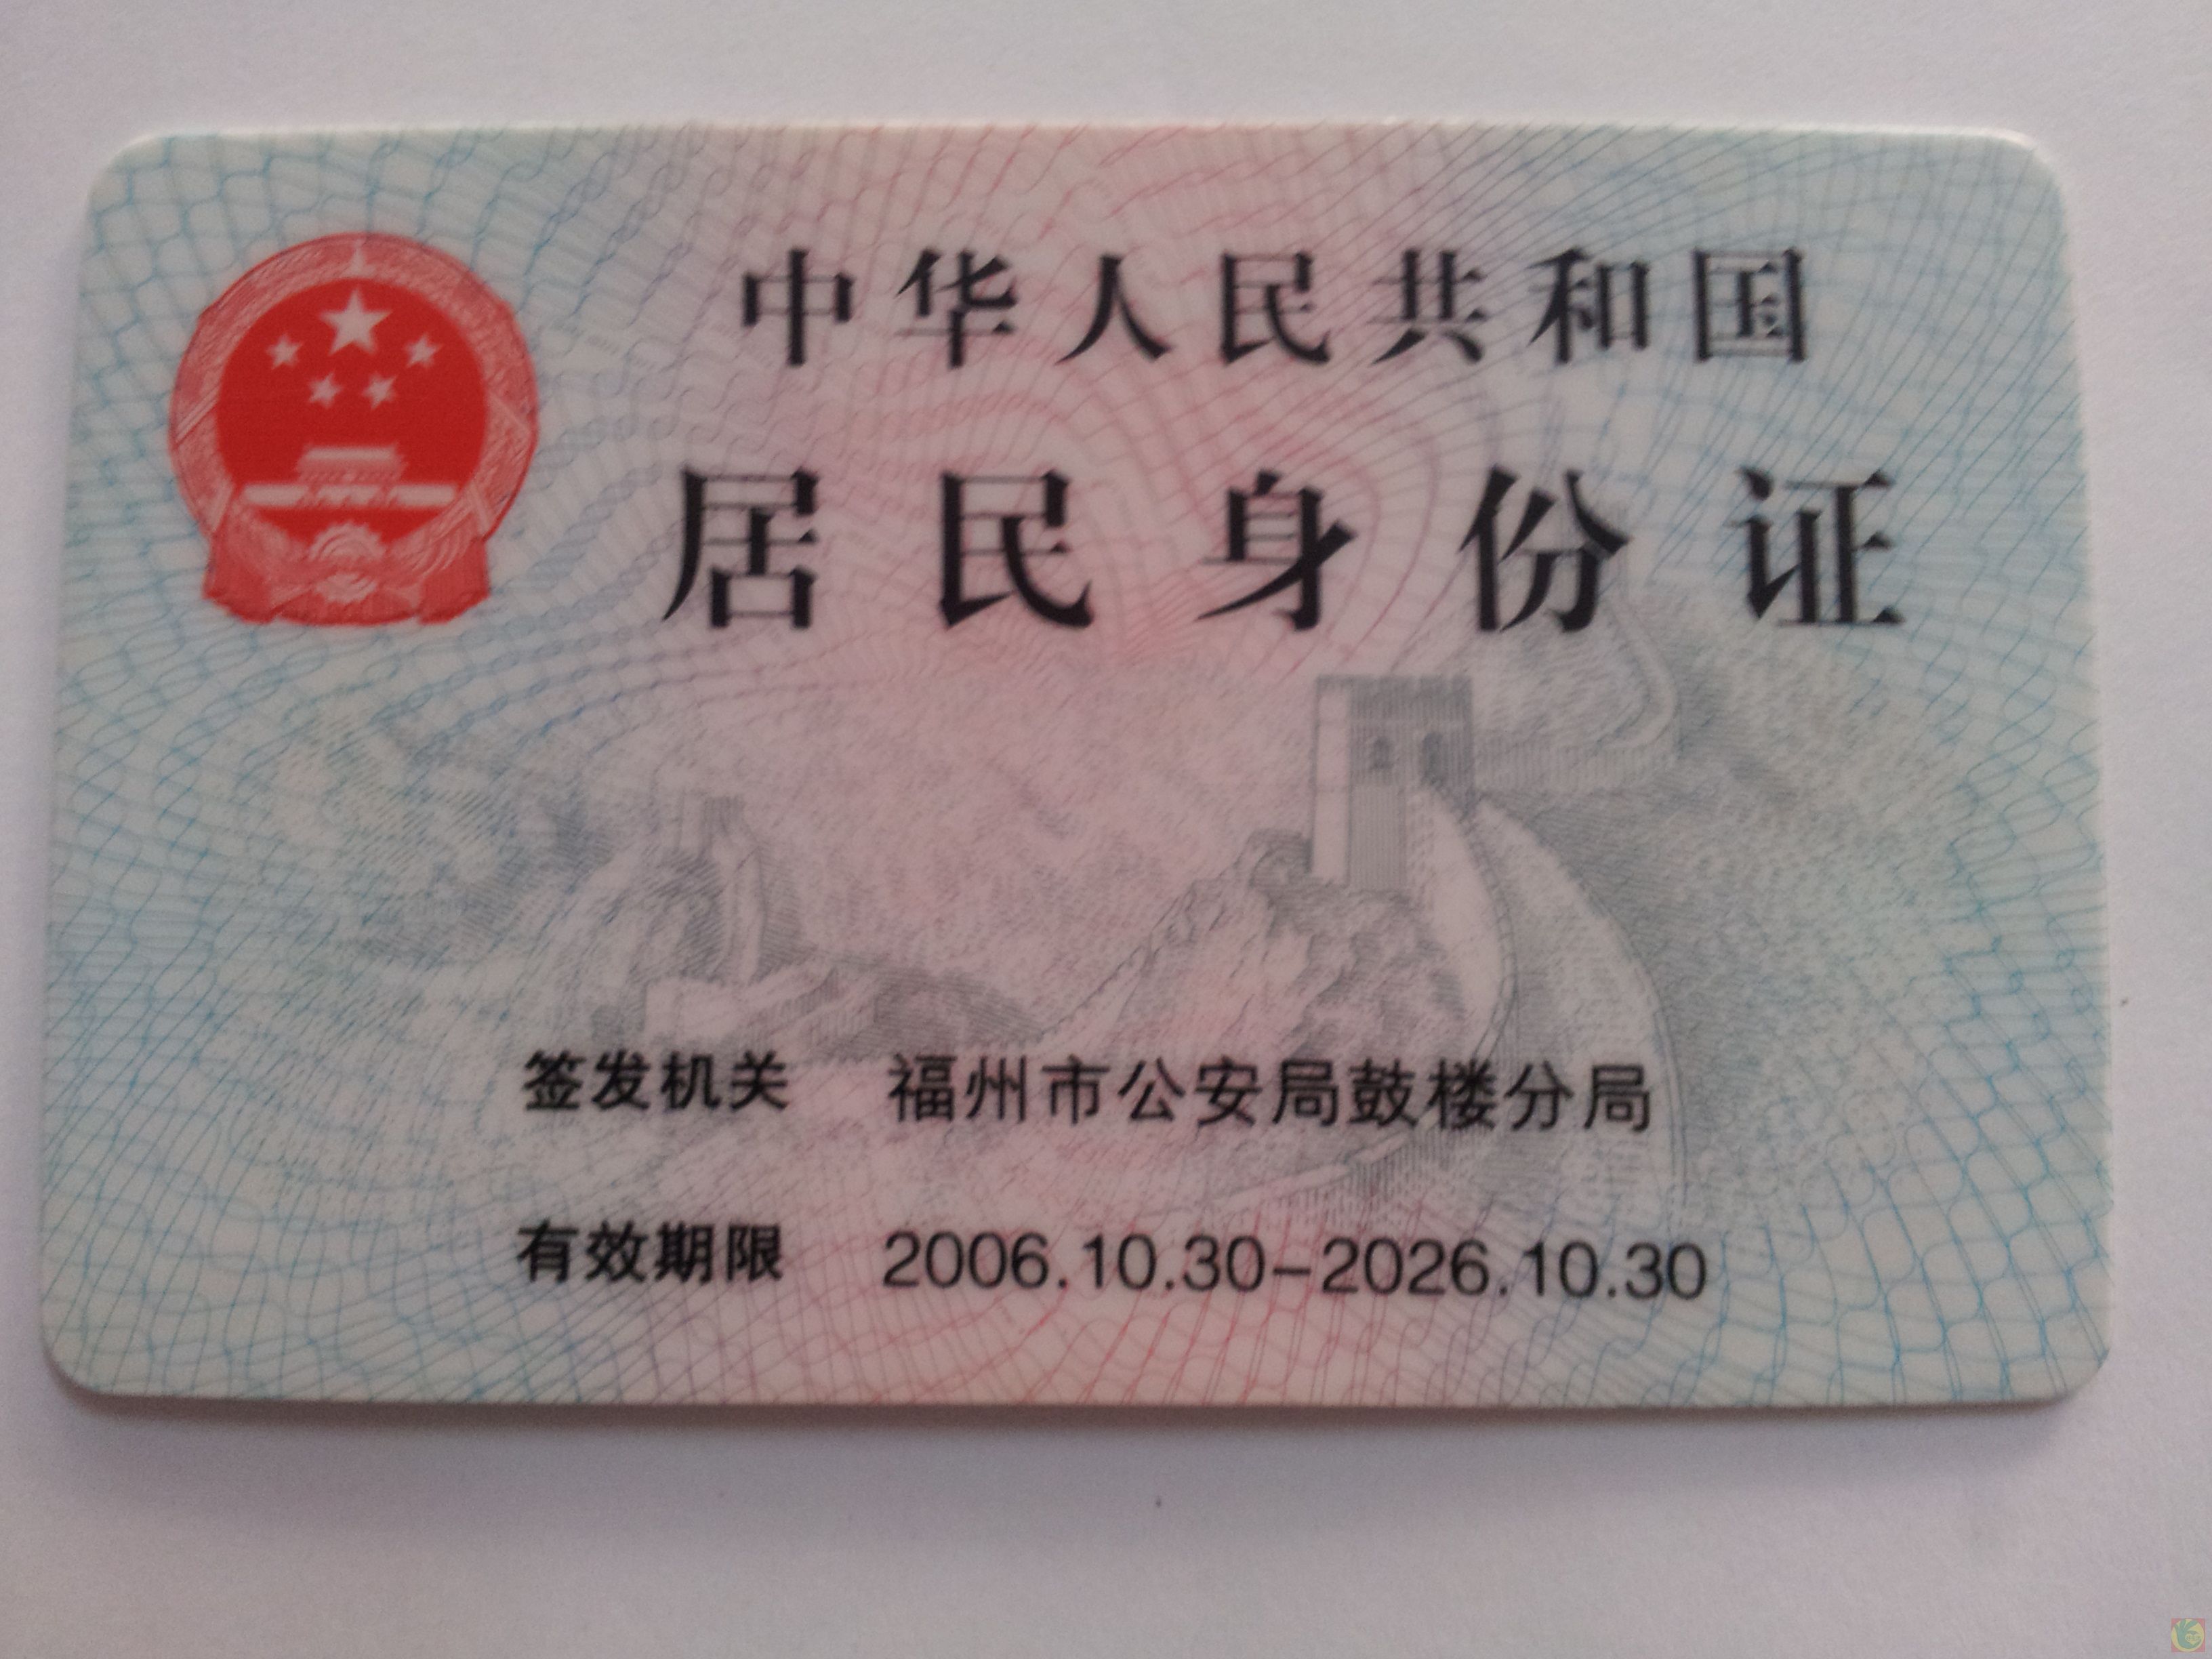 中华人民共和国
居民身份证
签发机关 福州市公安局鼓楼分局
有效期限 2006.10.30-2026.10.30